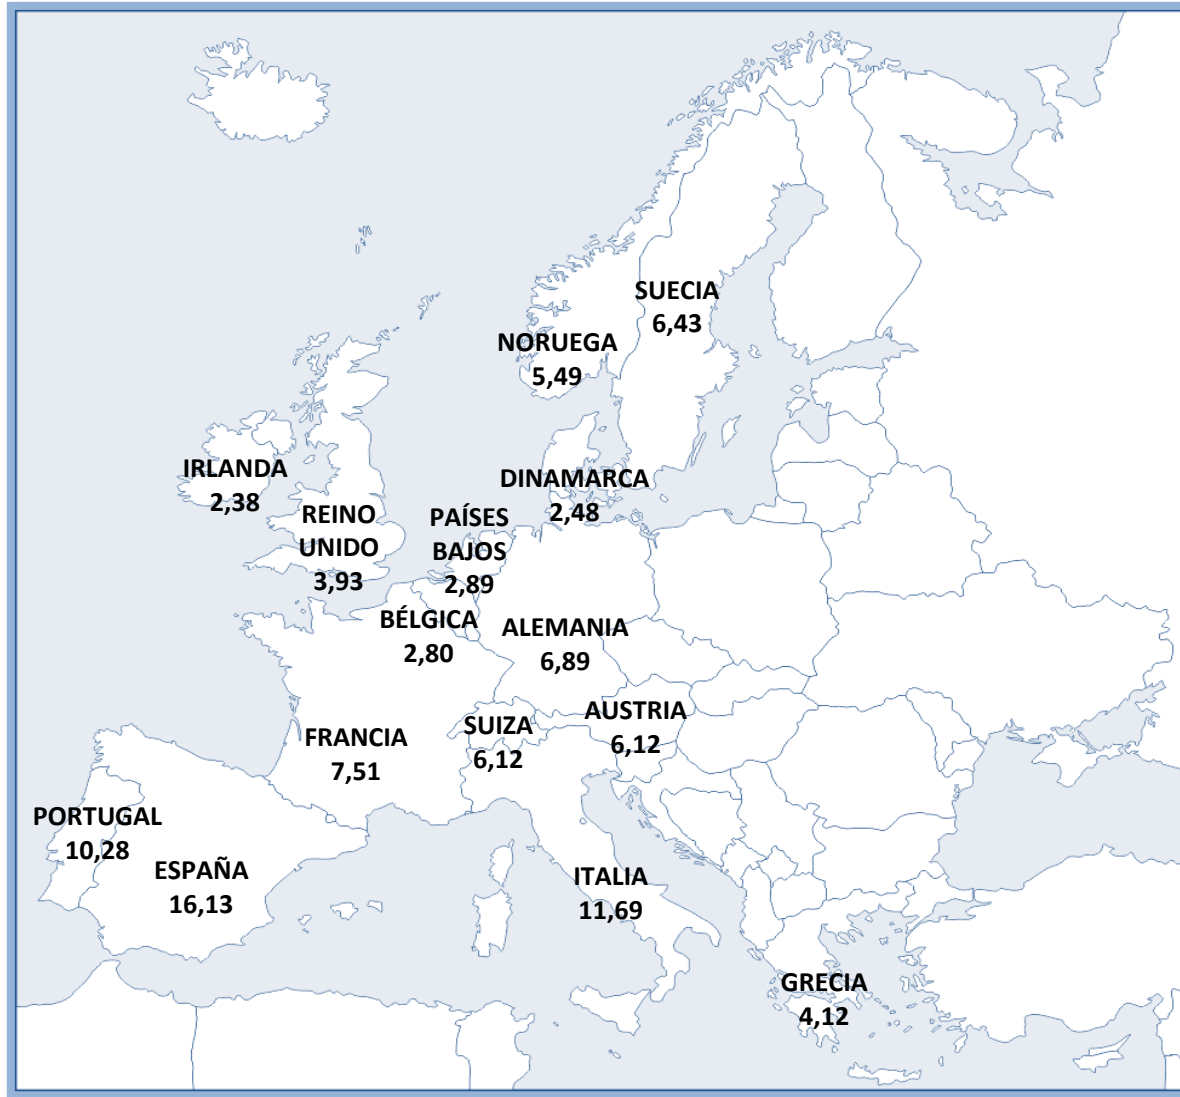 SUECIA
6,43
NORUEGA
5,49
IRLANDA
2,38
DINAMARCA
2,48
REINO
UNIDO
3,93
PAÍSES
BAJOS
2,89
BÉLGICA
2,80
ALEMANIA
6,89
FRANCIA
7,51
SUIZA
6,12
AUSTRIA
6,12
PORTUGAL
10,28
ESPAÑA
16,13
ITALIA
11,69
GRECIA
4,12